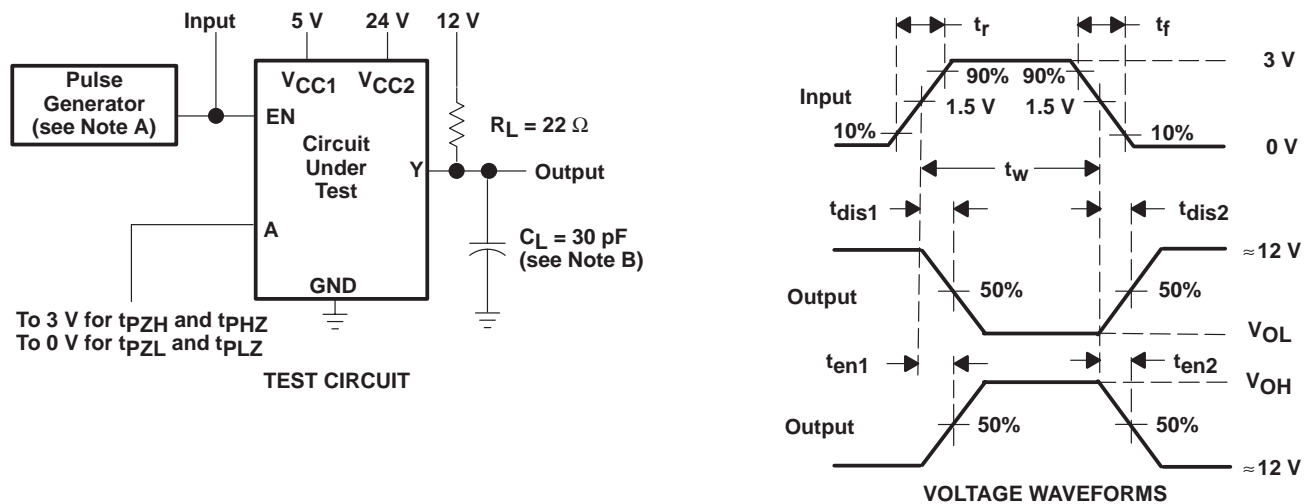 Input
5 V
24 V
12 V
Pulse
Generator
(see Note A)
VCC1
VCC2
EN
Circuit
Under
Test
Y
A
GND
RL = 22 Ω
Output
CL = 30 pF
(see Note B)
To 3 V for tPZH and tPHZ
To 0 V for tPZL and tPLZ
TEST CIRCUIT
tr
tf
3 V
90%
90%
Input
1.5 V
1.5 V
10%
10%
0 V
tw
tdis1
tdis2
≈ 12 V
Output
50%
50%
VOL
ten1
ten2
VOH
Output
50%
50%
≈ 12 V
VOLTAGE WAVEFORMS